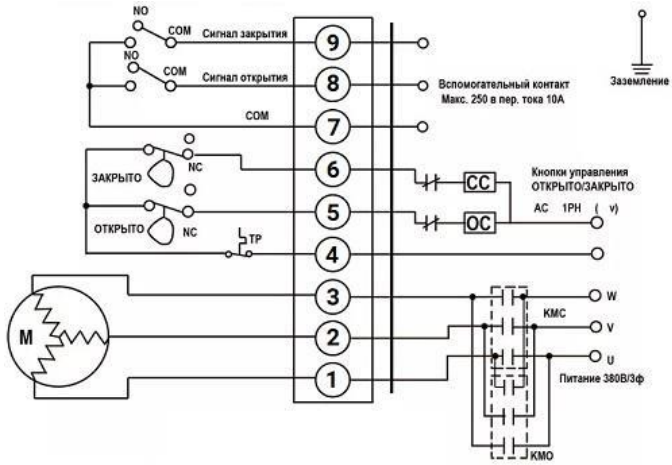 NO
COM
Сигнал закрытия
9
NO
COM
Сигнал открытия
8
Вспомогательный контакт
Макс. 250 в пер. тока 10А
Заземление
COM
7
ЗАКРЫТО
NC
6
CC
Кнопки управления
ОТКРЫТО/ЗАКРЫТО
ОТКРЫТО
NC
5
OC
AC 1PH ( v)
TP
4
3
W
KMC
M
2
V
1
U
Питание 380В/3ф
KMO